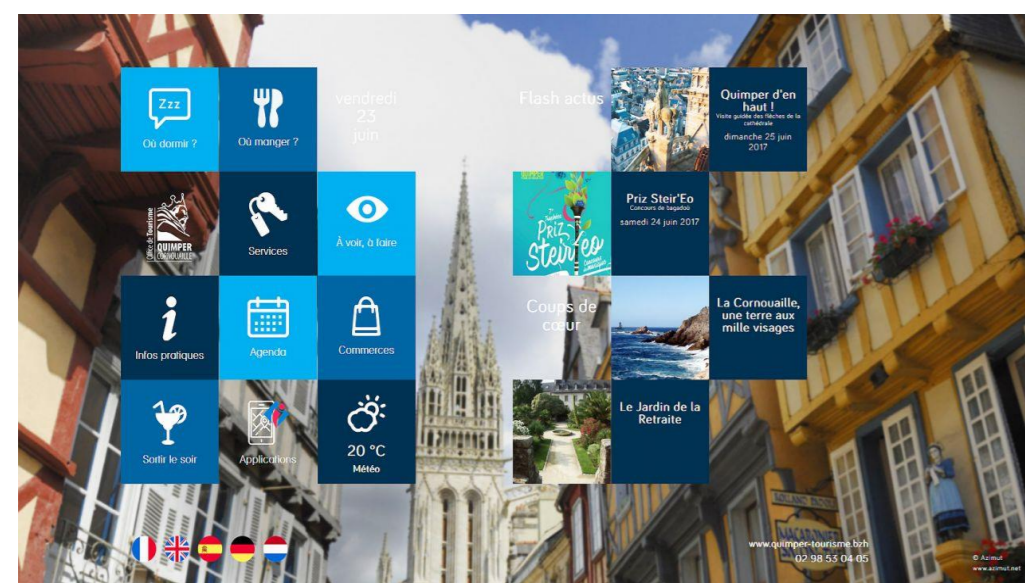 Zzz
Où dormir ?
Où manger ?
vendredi
23
juin
Flash actus
Quimper d'en
haut !
Visite guidée des flèches de la
cathédrale
dimanche 25 juin
2017
Office de Tourisme
QUIMPER
CORNOUAILLE
Services
À voir, à faire
PRIZ
Steir'eo
Priz Steir'Eo
Concours de bagadoù
samedi 24 juin 2017
Infos pratiques
Agenda
Commerces
Coups de
cœur
La Cornouaille,
une terre aux
mille visages
Sortir le soir
Applications
20 °C
Météo
Le Jardin de la
Retraite
www.quimper-tourisme.bzh
02 98 53 04 05
© Azimut
www.azimut.net